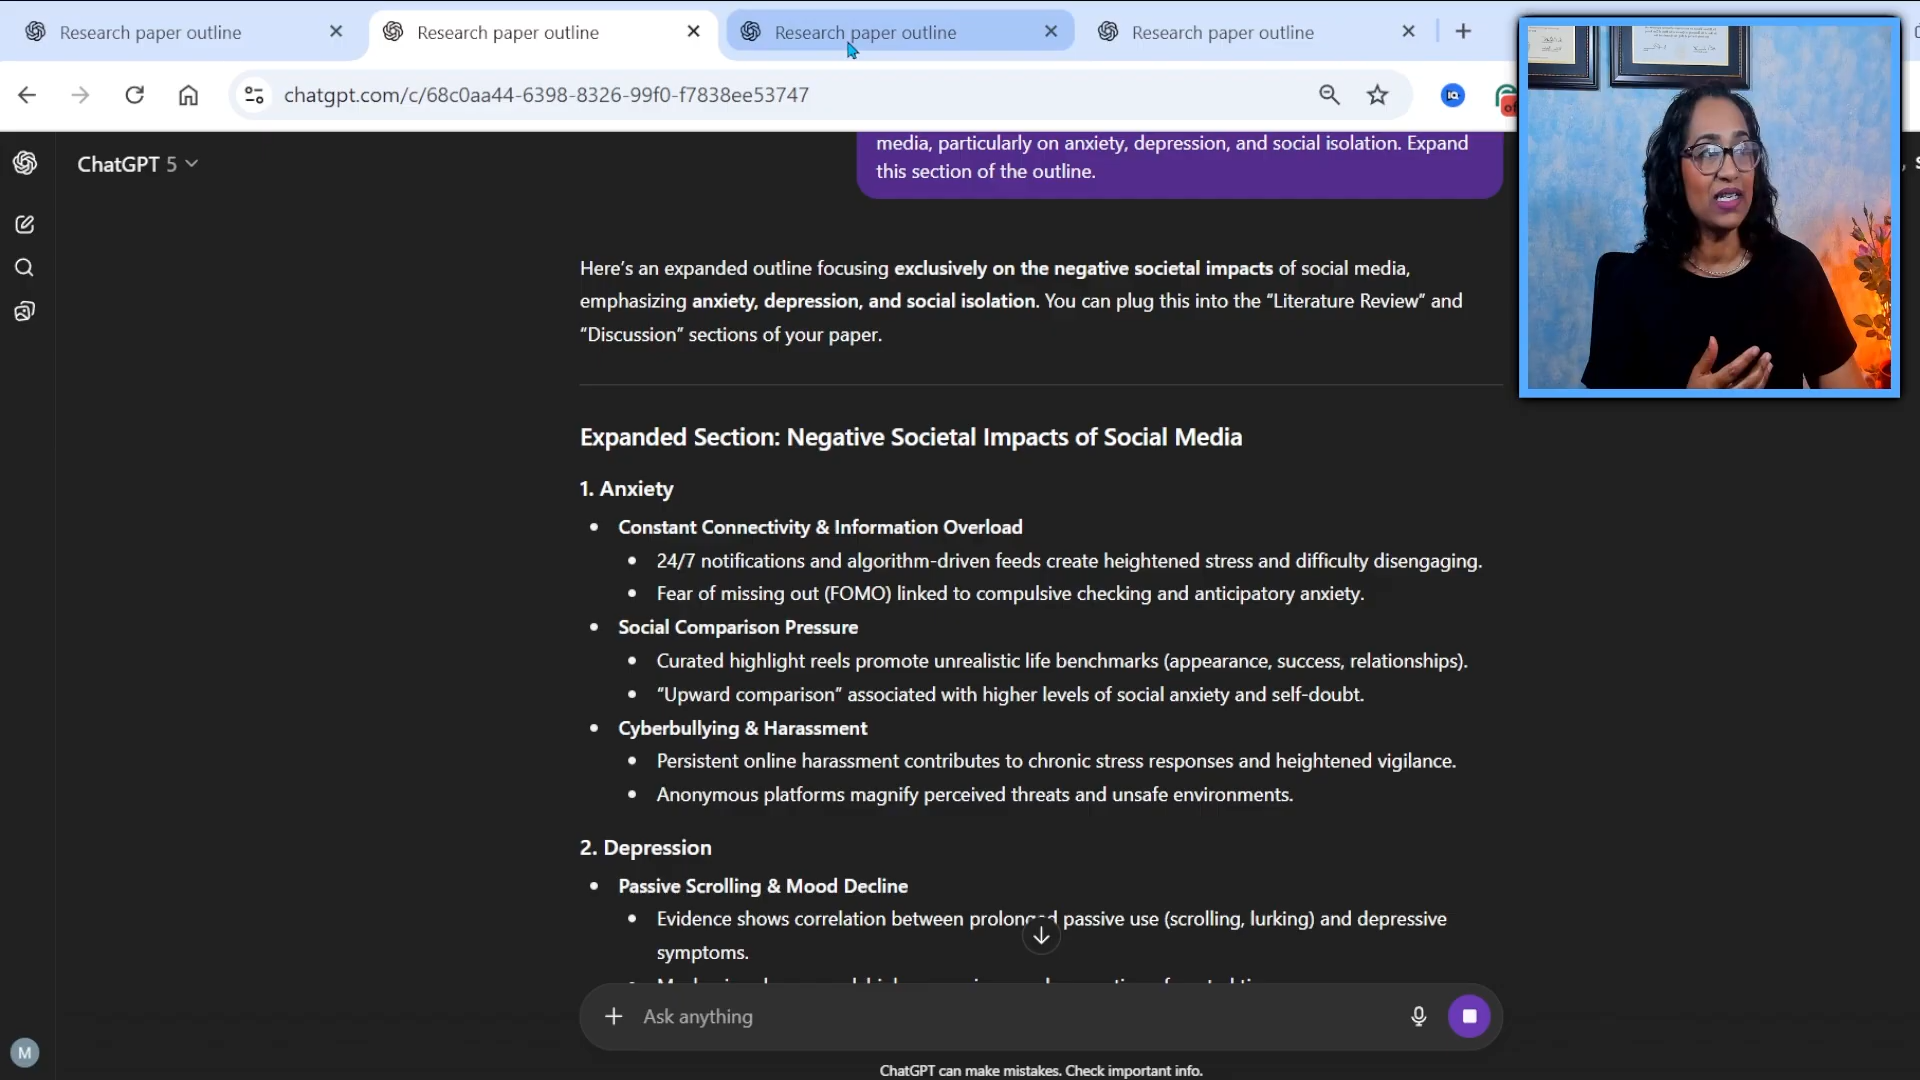 Research paper outline
Research paper outline
Research paper outline
Research paper outline
chatgpt.com/c/68c0aa44-6398-8326-99f0-f7838ee53747
IQ
of
ChatGPT 5
media, particularly on anxiety, depression, and social isolation. Expand
this section of the outline.
Here’s an expanded outline focusing exclusively on the negative societal impacts of social media,
emphasizing anxiety, depression, and social isolation. You can plug this into the “Literature Review” and
“Discussion” sections of your paper.
Expanded Section: Negative Societal Impacts of Social Media
1. Anxiety
• Constant Connectivity & Information Overload
• 24/7 notifications and algorithm-driven feeds create heightened stress and difficulty disengaging.
• Fear of missing out (FOMO) linked to compulsive checking and anticipatory anxiety.
• Social Comparison Pressure
• Curated highlight reels promote unrealistic life benchmarks (appearance, success, relationships).
• “Upward comparison” associated with higher levels of social anxiety and self-doubt.
• Cyberbullying & Harassment
• Persistent online harassment contributes to chronic stress responses and heightened vigilance.
• Anonymous platforms magnify perceived threats and unsafe environments.
2. Depression
• Passive Scrolling & Mood Decline
• Evidence shows correlation between prolonged passive use (scrolling, lurking) and depressive
symptoms.
Ask anything
M
ChatGPT can make mistakes. Check important info.